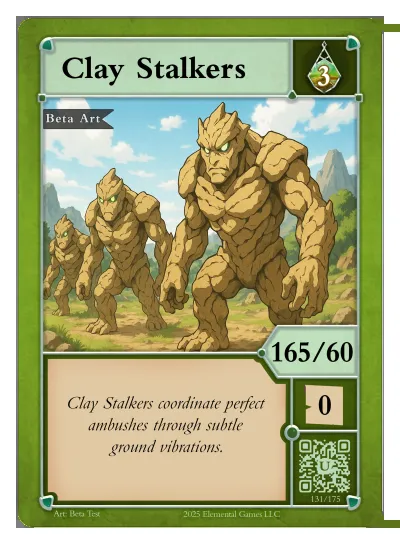 Clay Stalkers
3
Beta Art
165/60
Clay Stalkers coordinate perfect
ambushes through subtle
ground vibrations.
0
U
131/175
Art: Beta Test
2025 Elemental Games LLC